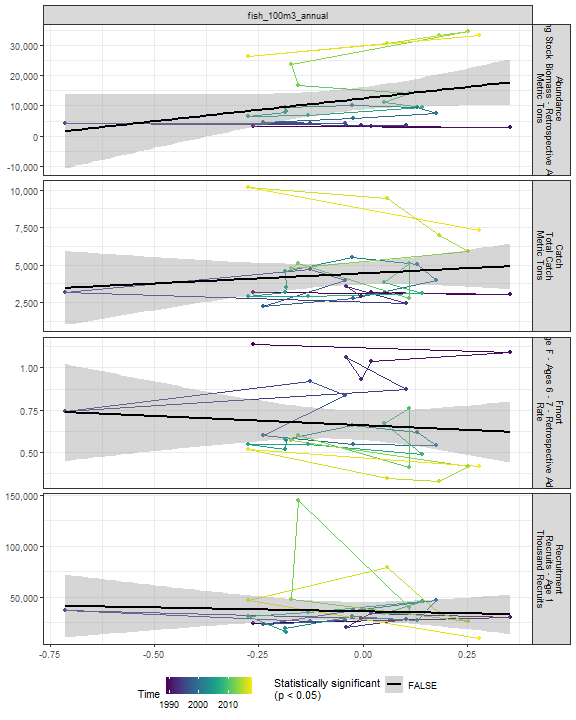 fish_100m3_annual
30,000
20,000
10,000
0
-10,000
Abundance
Stock Biomass - Retrospective
Metric Tons
10,000
7,500
5,000
2,500
Catch
Total Catch
Metric Tons
1.00
0.75
0.50
Fmort
F - Ages 6 - 7 - Retrospective
Rate
150,000
100,000
50,000
Recruitment
Recruits - Age 1
Thousand Recruits
-0.75
-0.50
-0.25
0.00
0.25
Time
1990 2000 2010
Statistically significant
(p < 0.05)
FALSE